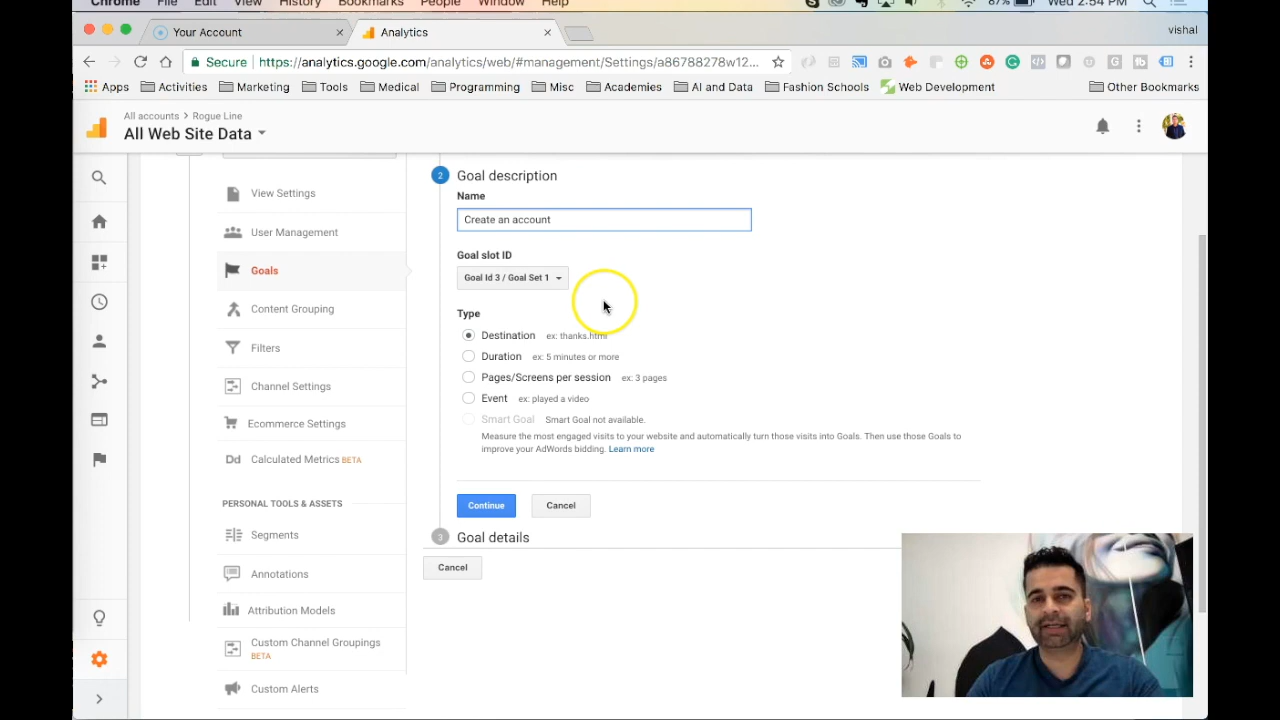 Chrome File Edit View History Bookmarks People Window Help 87% Wed 2:54 PM
Your Account Analytics vishal
Secure https://analytics.google.com/analytics/web/#management/Settings/a86788278w12...
Apps Activities Marketing Tools Medical Programming Misc Academies AI and Data Fashion Schools Web Development Other Bookmarks
All accounts > Rogue Line
All Web Site Data
View Settings
User Management
Goals
Content Grouping
Filters
Channel Settings
Ecommerce Settings
Dd Calculated Metrics BETA
PERSONAL TOOLS & ASSETS
Segments
Annotations
Attribution Models
Custom Channel Groupings
BETA
Custom Alerts
2 Goal description
Name
Create an account
Goal slot ID
Goal Id 3 / Goal Set 1
Type
Destination ex: thanks.html
Duration ex: 5 minutes or more
Pages/Screens per session ex: 3 pages
Event ex: played a video
Smart Goal Smart Goal not available.
Measure the most engaged visits to your website and automatically turn those visits into Goals. Then use those Goals to
improve your AdWords bidding. Learn more
Continue Cancel
3 Goal details
Cancel